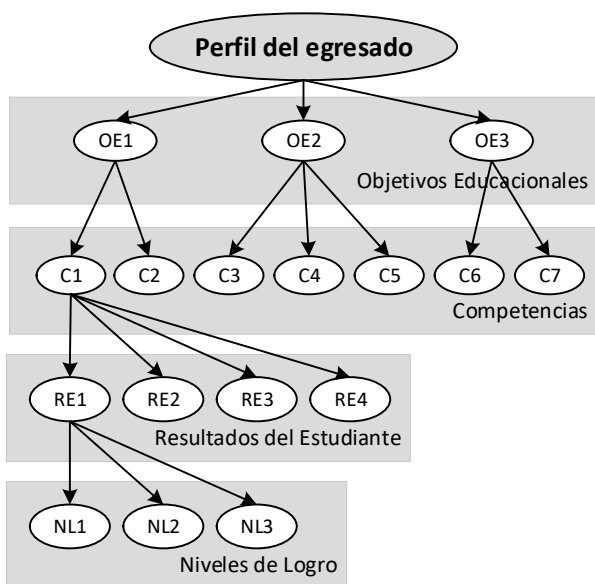 Perfil del egresado
OE1 OE2 OE3
Objetivos Educacionales
C1 C2 C3 C4 C5 C6 C7
Competencias
RE1 RE2 RE3 RE4
Resultados del Estudiante
NL1 NL2 NL3
Niveles de Logro